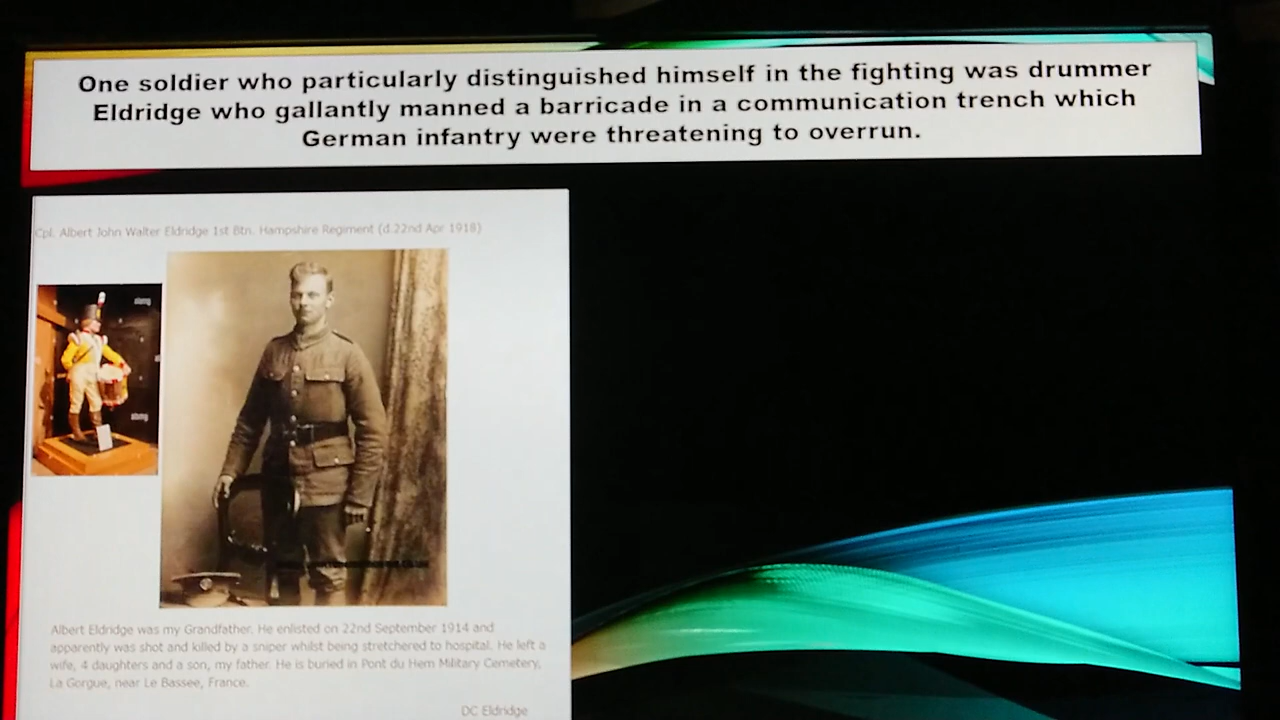 One soldier who particularly distinguished himself in the fighting was drummer
Eldridge who gallantly manned a barricade in a communication trench which
German infantry were threatening to overrun.
Cpl. Albert John Walter Eldridge 1st Btn. Hampshire Regiment (d.22nd Apr 1918)
alamy
alamy
Albert Eldridge was my Grandfather. He enlisted on 22nd September 1914 and
apparently was shot and killed by a sniper whilst being stretchered to hospital. He left a
wife, 4 daughters and a son, my father. He is buried in Pont du Hem Military Cemetery,
La Gorgue, near Le Bassee, France.
DC Eldridge